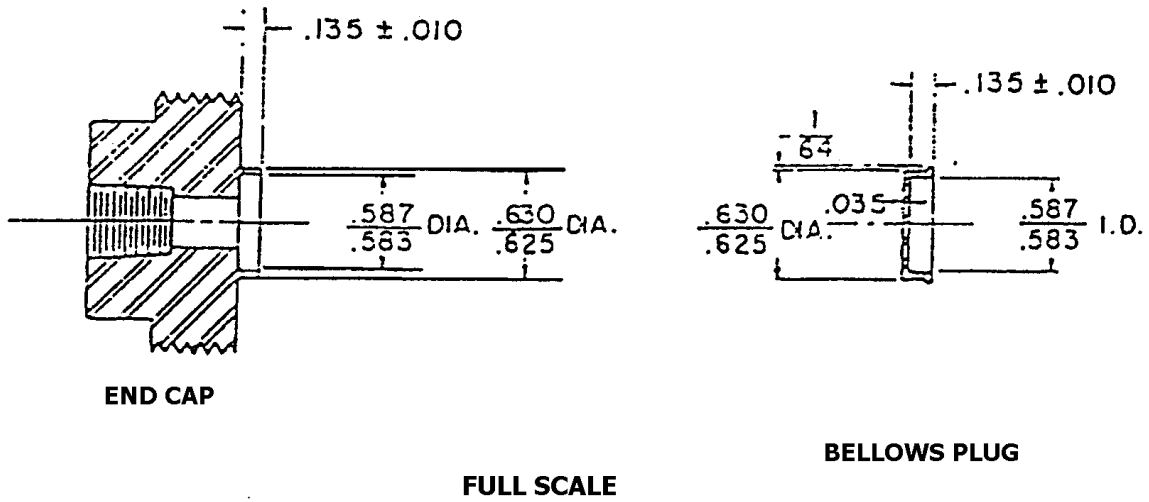 .135 ± .010
.135 ± .010
1
64
.587
.583 DIA.
.630
.625 DIA.
.630
.625 DIA.
.035
.587
.583 I.D.
END CAP
BELLOWS PLUG
FULL SCALE